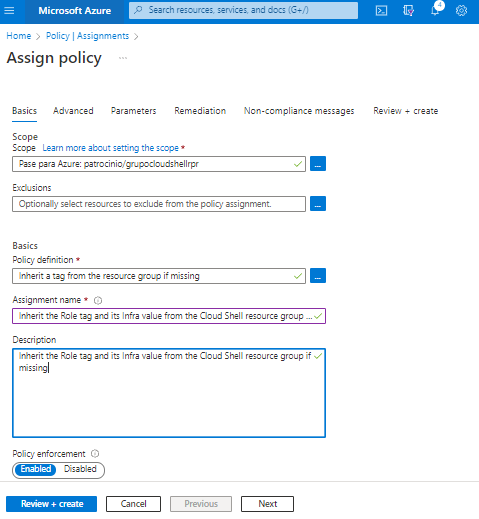 Microsoft Azure
Search resources, services, and docs (G+/)
4
Home > Policy | Assignments >
Assign policy ...
Basics Advanced Parameters Remediation Non-compliance messages Review + create
Scope
Scope Learn more about setting the scope *
Pase para Azure: patrocinio/grupocloudshellrpr
...
Exclusions
Optionally select resources to exclude from the policy assignment.
...
Basics
Policy definition *
Inherit a tag from the resource group if missing
...
Assignment name *
Inherit the Role tag and its Infra value from the Cloud Shell resource group ...
Description
Inherit the Role tag and its Infra value from the Cloud Shell resource group if
missing
Policy enforcement
Enabled Disabled
Review + create Cancel Previous Next